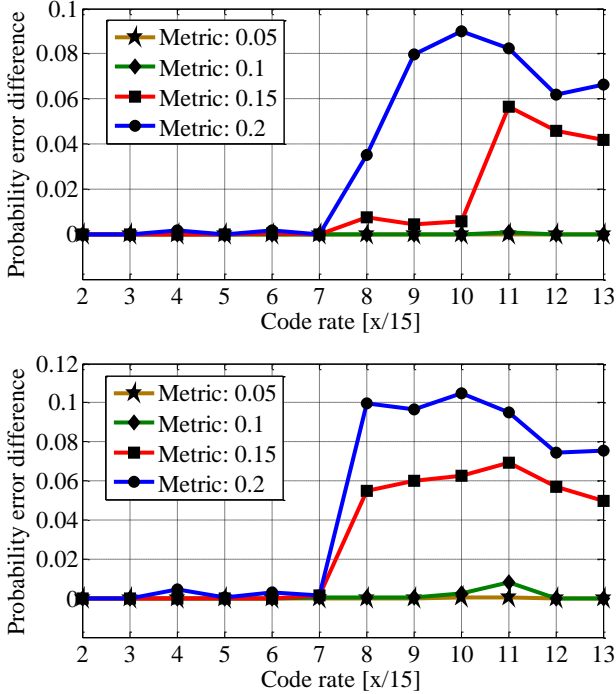 0.1
0.08
0.06
0.04
0.02
0
Probability error difference
Metric: 0.05
Metric: 0.1
Metric: 0.15
Metric: 0.2
2 3 4 5 6 7 8 9 10 11 12 13
Code rate [x/15]
0.12
0.1
0.08
0.06
0.04
0.02
0
Probability error difference
Metric: 0.05
Metric: 0.1
Metric: 0.15
Metric: 0.2
2 3 4 5 6 7 8 9 10 11 12 13
Code rate [x/15]